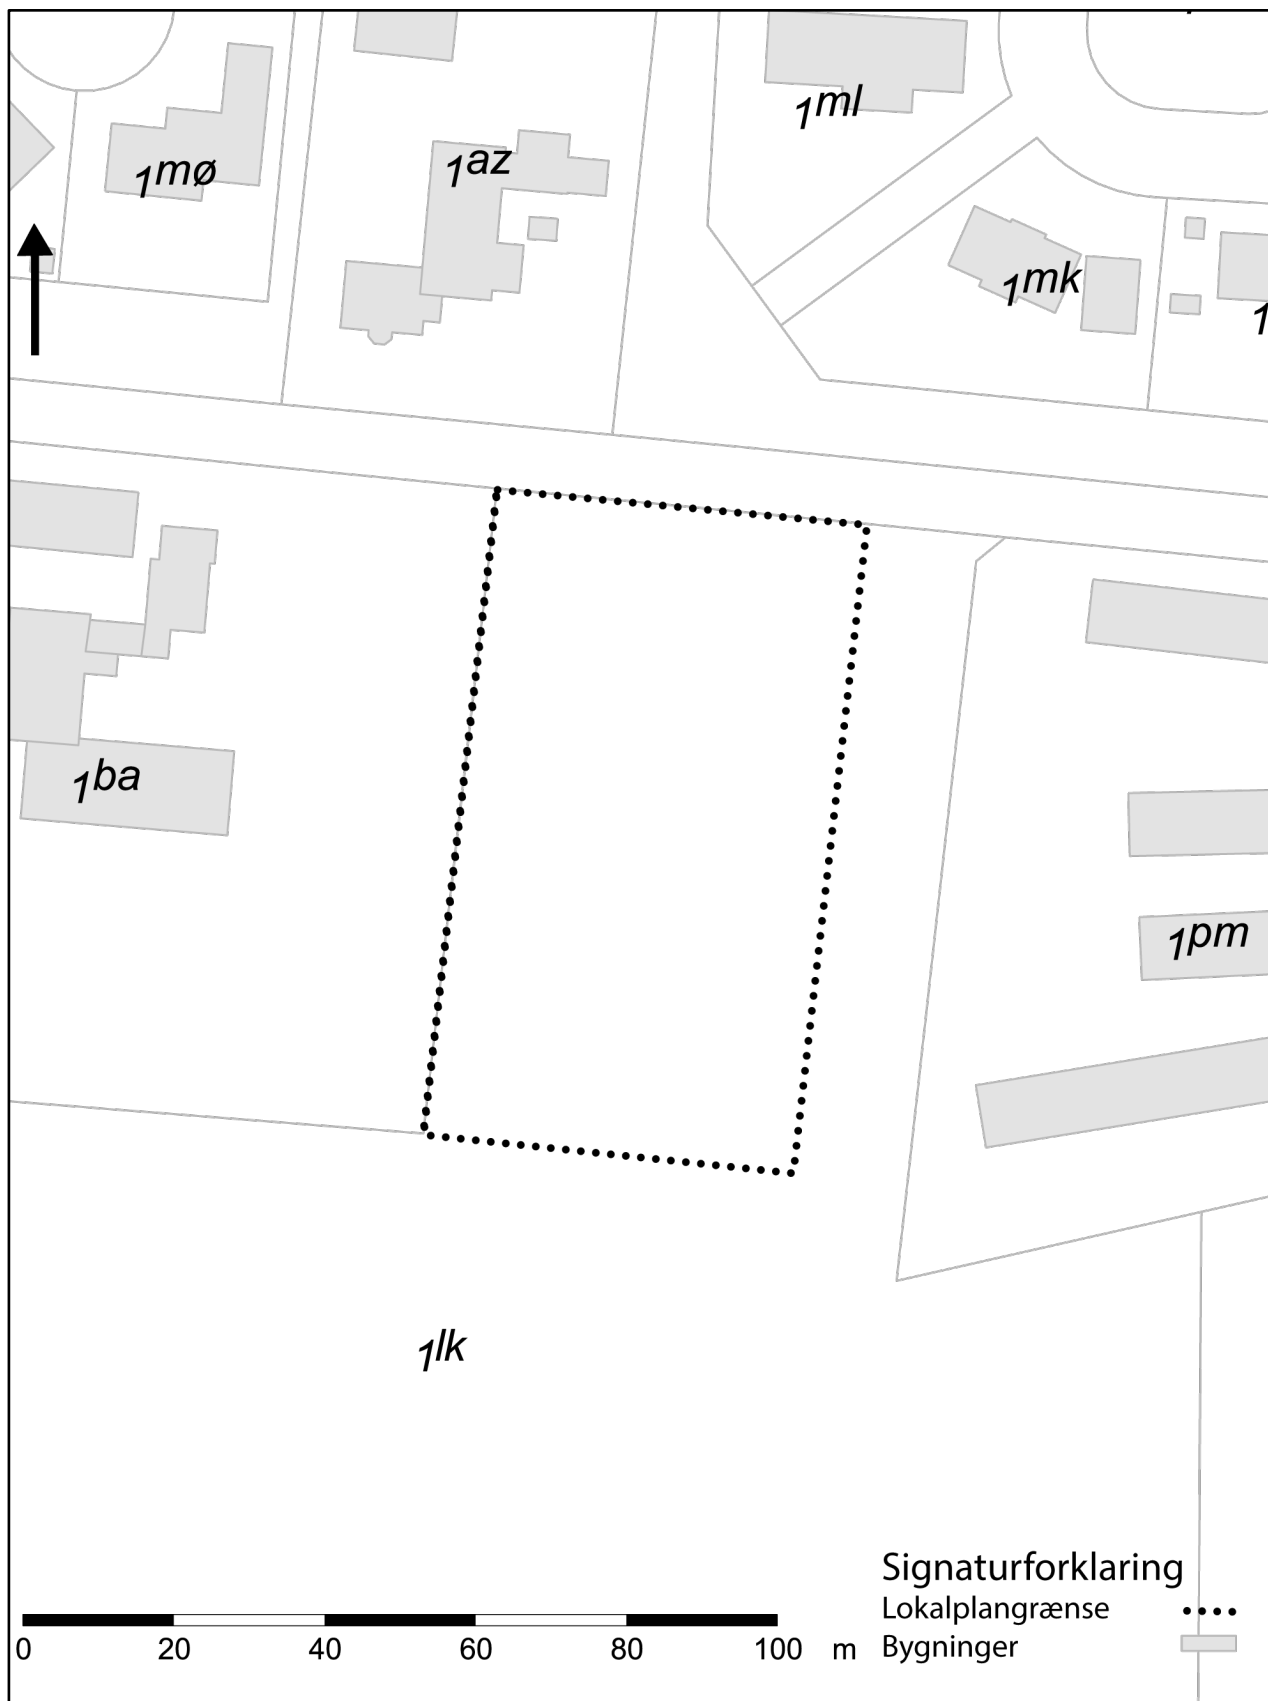 1ml
1az
1mø
1mk
1
1ba
1pm
1lk
Signaturforklaring
Lokalplangrænse
Bygninger
0 20 40 60 80 100 m